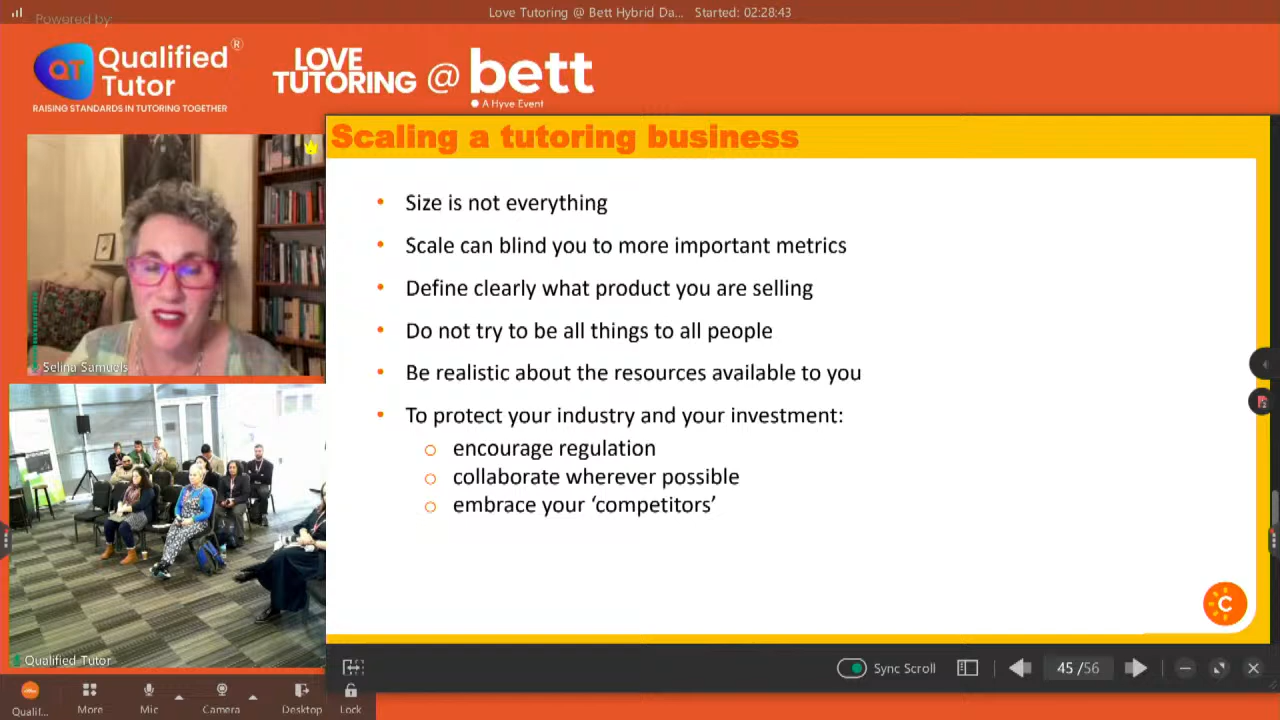 Love Tutoring @ Bett Hybrid Da... Started: 02:28:43
Powered by:
QT Qualified Tutor ®
RAISING STANDARDS IN TUTORING TOGETHER
LOVE TUTORING @ bett
A Hyve Event
Scaling a tutoring business
• Size is not everything
• Scale can blind you to more important metrics
• Define clearly what product you are selling
• Do not try to be all things to all people
• Be realistic about the resources available to you
• To protect your industry and your investment:
○ encourage regulation
○ collaborate wherever possible
○ embrace your ‘competitors’
C
Selina Samuels
Qualified Tutor
Sync Scroll
45 /56
Qualif...
More
Mic
Camera
Desktop
Lock